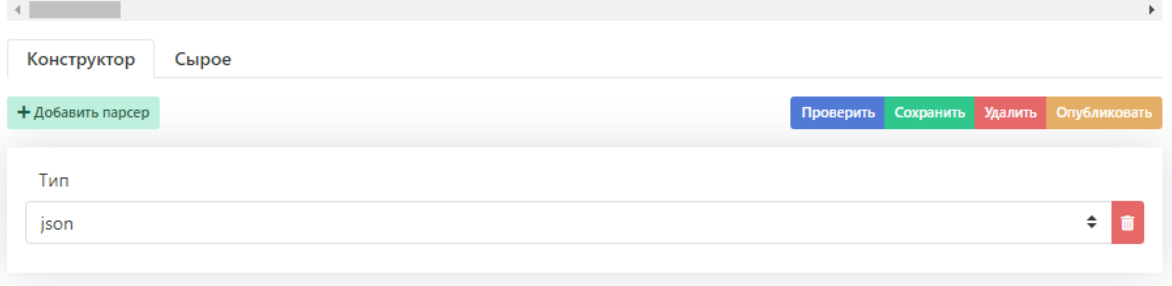 Конструктор Сырое
+ Добавить парсер Проверить Сохранить Удалить Опубликовать
Тип
json